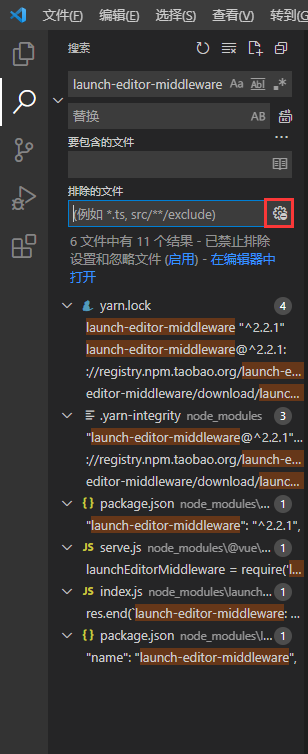 文件(F) 编辑(E) 选择(S) 查看(V) 转到(G
搜索
launch-editor-middleware Aa Abl .*
替换 AB
要包含的文件
排除的文件
(例如 *.ts, src/**/exclude)
6 文件中有 11 个结果 - 已禁止排除
设置和忽略文件 (启用) - 在编辑器中
打开
yarn.lock 4
launch-editor-middleware "^2.2.1"
launch-editor-middleware@^2.2.1:
://registry.npm.taobao.org/launch-e...
editor-middleware/download/launc...
.yarn-integrity node_modules 3
"launch-editor-middleware@^2.2.1"...
://registry.npm.taobao.org/launch-e...
editor-middleware/download/launc...
{ } package.json node_modules\... 1
"launch-editor-middleware": "^2.2.1",
JS serve.js node_modules\@vue\... 1
launchEditorMiddleware = require('l...
JS index.js node_modules\launch... 1
res.end(`launch-editor-middleware: ...
{ } package.json node_modules\l... 1
"name": "launch-editor-middleware",